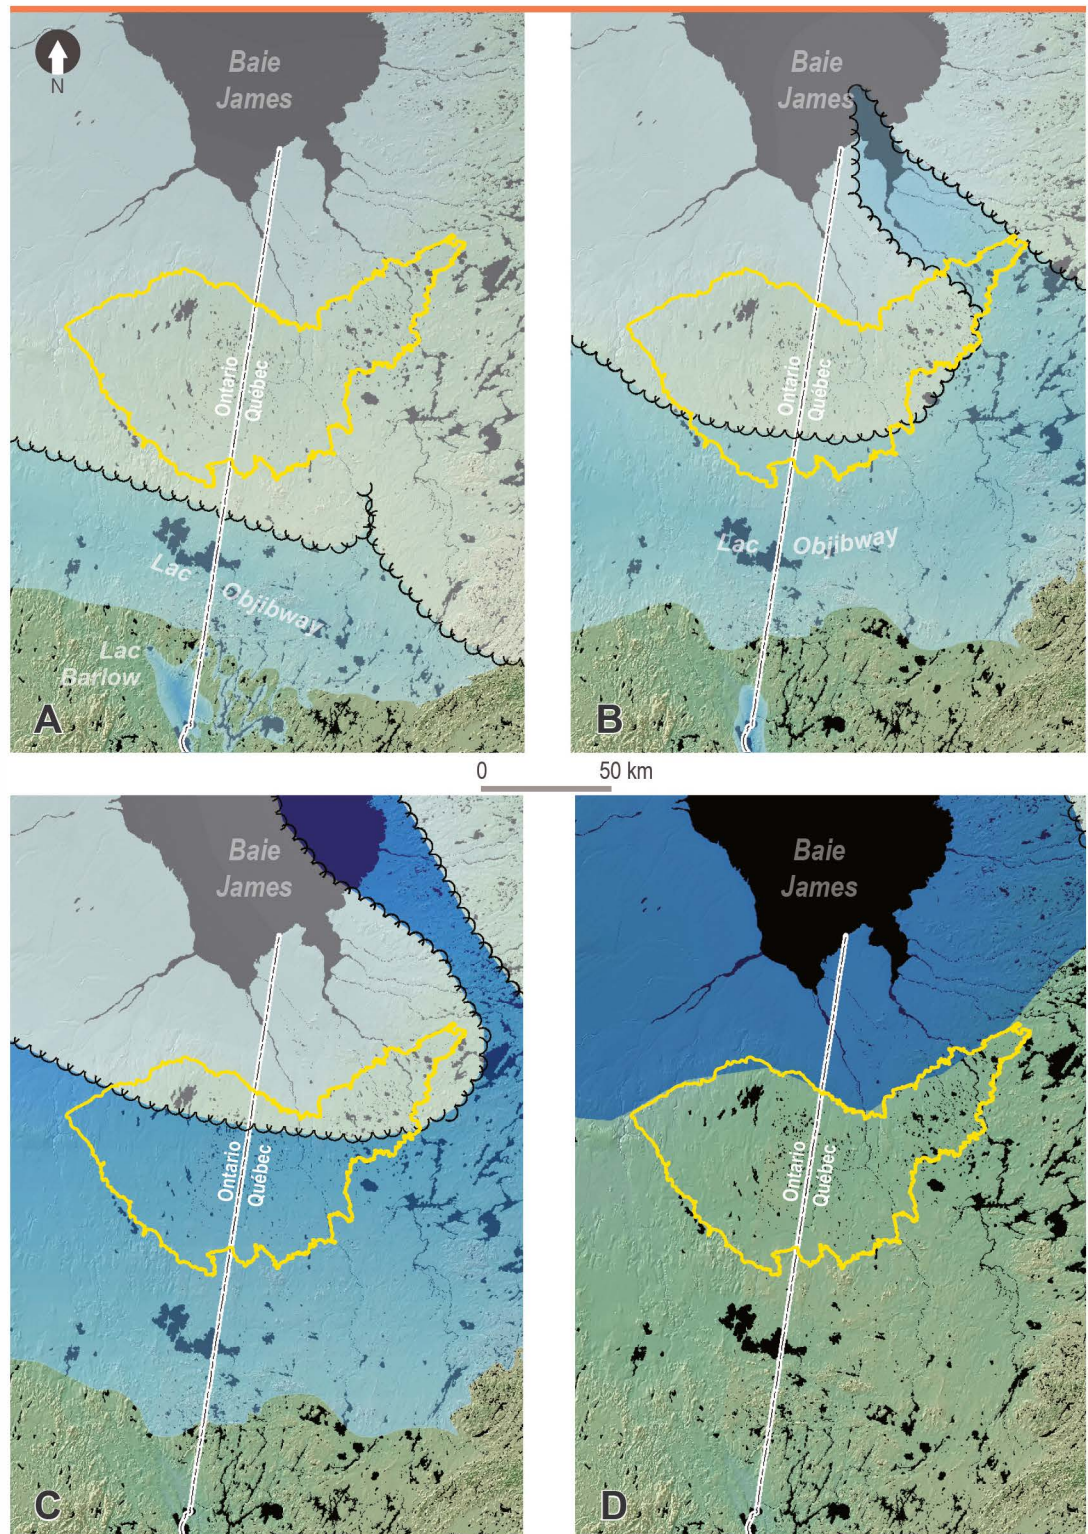 N
Baie
James
Ontario
Québec
Lac Objibway
Lac
Barlow
A
Baie
James
Ontario
Québec
Lac Objibway
B
0 50 km
Baie
James
Ontario
Québec
C
Baie
James
Ontario
Québec
D